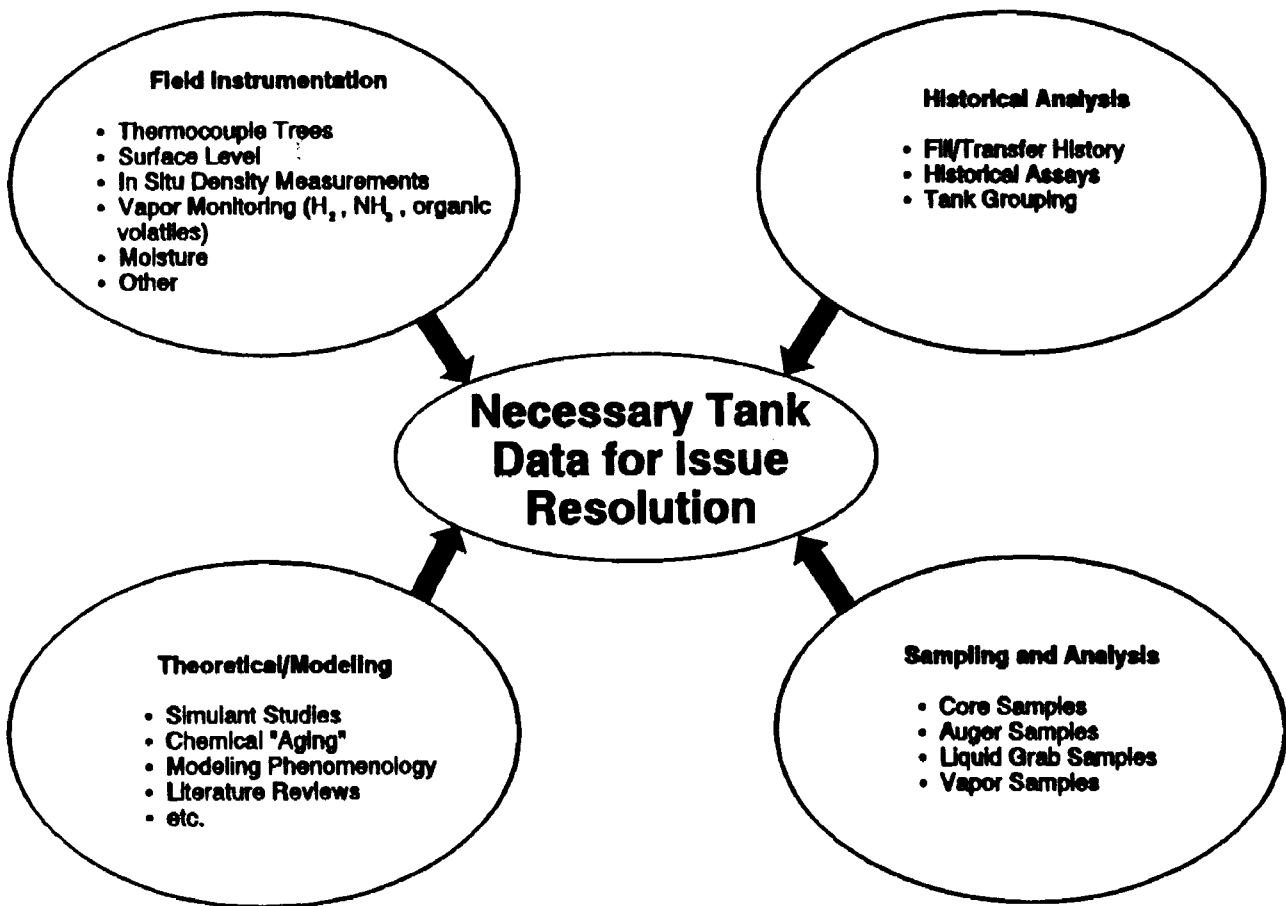 Field Instrumentation
• Thermocouple Trees
• Surface Level
• In Situ Density Measurements
• Vapor Monitoring (H₂, NH₃, organic
volatiles)
• Moisture
• Other
Historical Analysis
• Fill/Transfer History
• Historical Assays
• Tank Grouping
Necessary Tank
Data for Issue
Resolution
Theoretical/Modeling
• Simulant Studies
• Chemical "Aging"
• Modeling Phenomenology
• Literature Reviews
• etc.
Sampling and Analysis
• Core Samples
• Auger Samples
• Liquid Grab Samples
• Vapor Samples